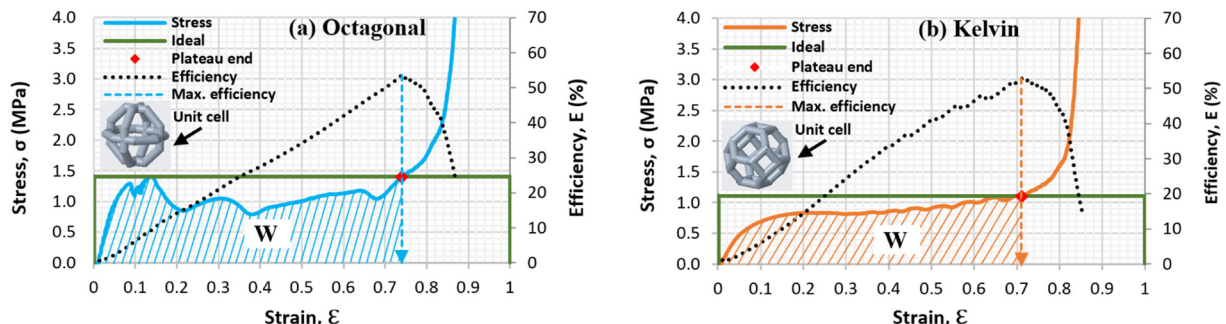 (a) Octagonal
Stress
Ideal
Plateau end
Efficiency
Max. efficiency
Unit cell
W
Stress, σ (MPa)
4.0
3.5
3.0
2.5
2.0
1.5
1.0
0.5
0.0
Efficiency, E (%)
70
60
50
40
30
20
10
0
0 0.1 0.2 0.3 0.4 0.5 0.6 0.7 0.8 0.9 1
Strain, Ɛ
(b) Kelvin
Stress
Ideal
Plateau end
Efficiency
Max. efficiency
Unit cell
W
Stress, σ (MPa)
4.0
3.5
3.0
2.5
2.0
1.5
1.0
0.5
0.0
Efficiency, E (%)
70
60
50
40
30
20
10
0
0 0.1 0.2 0.3 0.4 0.5 0.6 0.7 0.8 0.9 1
Strain, Ɛ